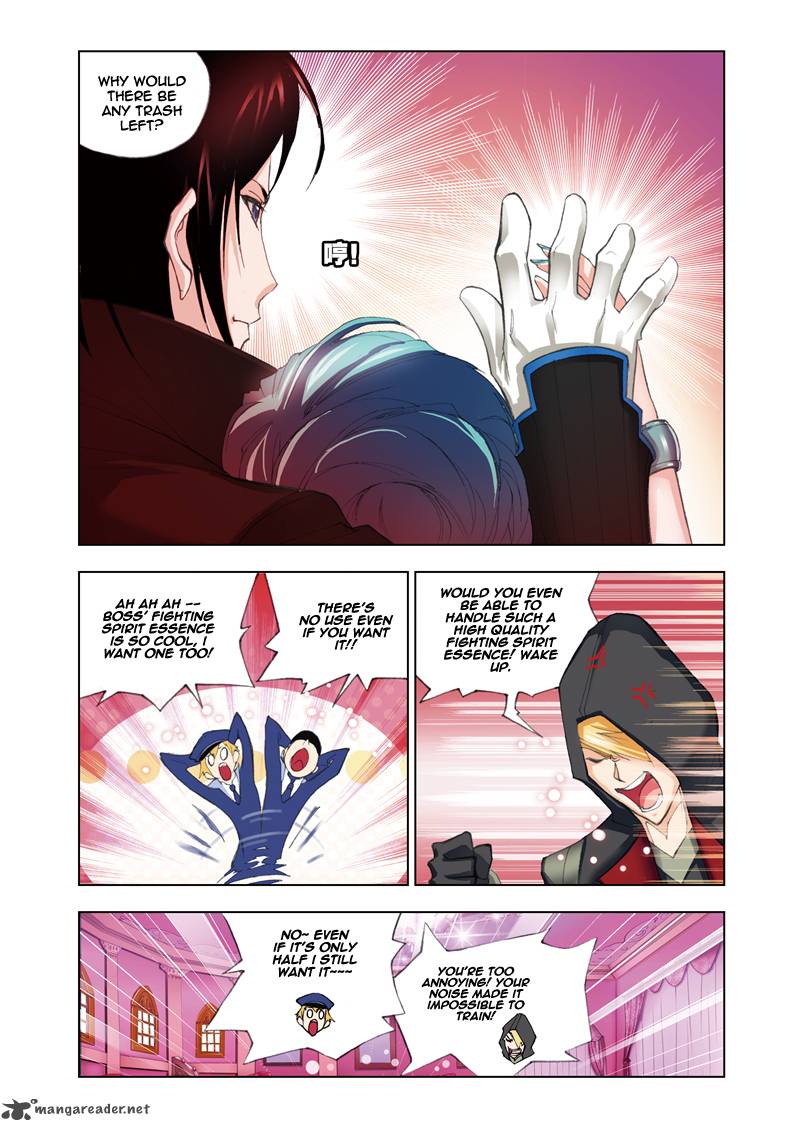 WHY WOULD
THERE BE
ANY TRASH
LEFT?
哼!
AH AH AH --
BOSS' FIGHTING
SPIRIT ESSENCE
IS SO COOL, I
WANT ONE TOO!
THERE'S
NO USE EVEN
IF YOU WANT
IT!!
WOULD YOU EVEN
BE ABLE TO
HANDLE SUCH A
HIGH QUALITY
FIGHTING SPIRIT
ESSENCE! WAKE
UP.
NO~ EVEN
IF IT'S ONLY
HALF I STILL
WANT IT~~~
YOU'RE TOO
ANNOYING! YOUR
NOISE MADE IT
IMPOSSIBLE TO
TRAIN!
mangareader.net